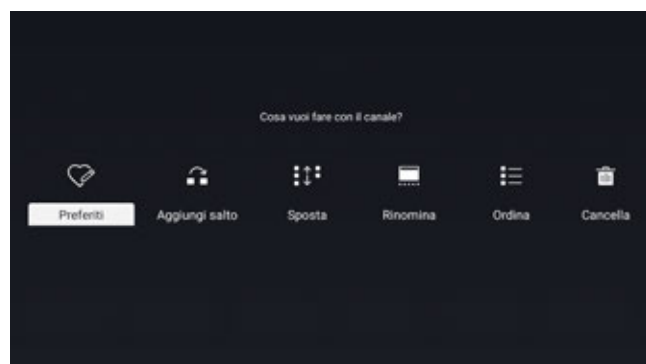 Cosa vuoi fare con il canale?
Preferiti
Aggiungi salto
Sposta
Rinomina
Ordina
Cancella